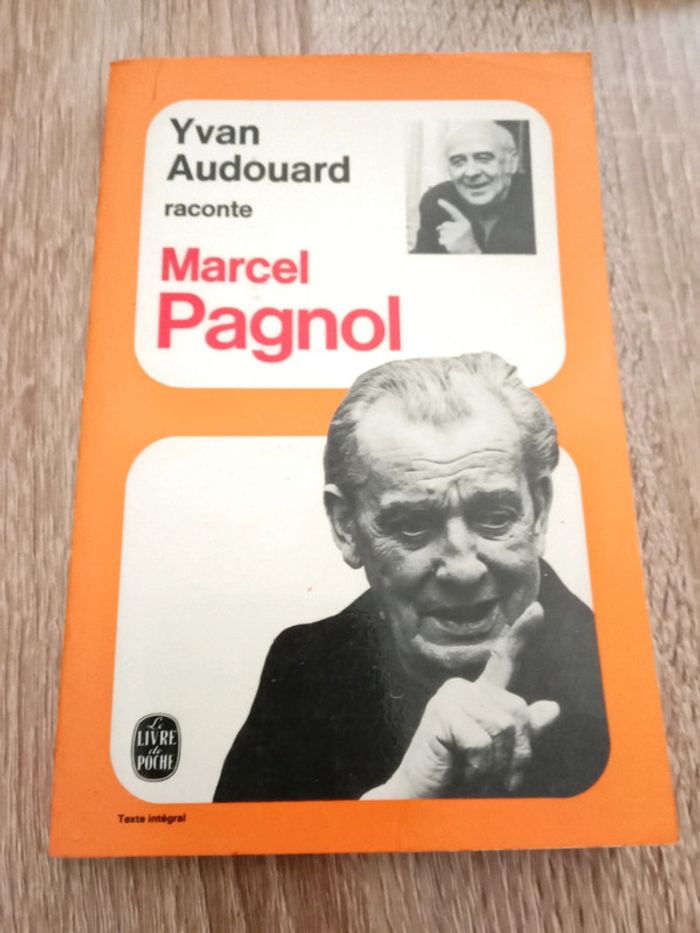 Yvan
Audouard
raconte
Marcel
Pagnol
Le
LIVRE
de
POCHE
Texte intégral